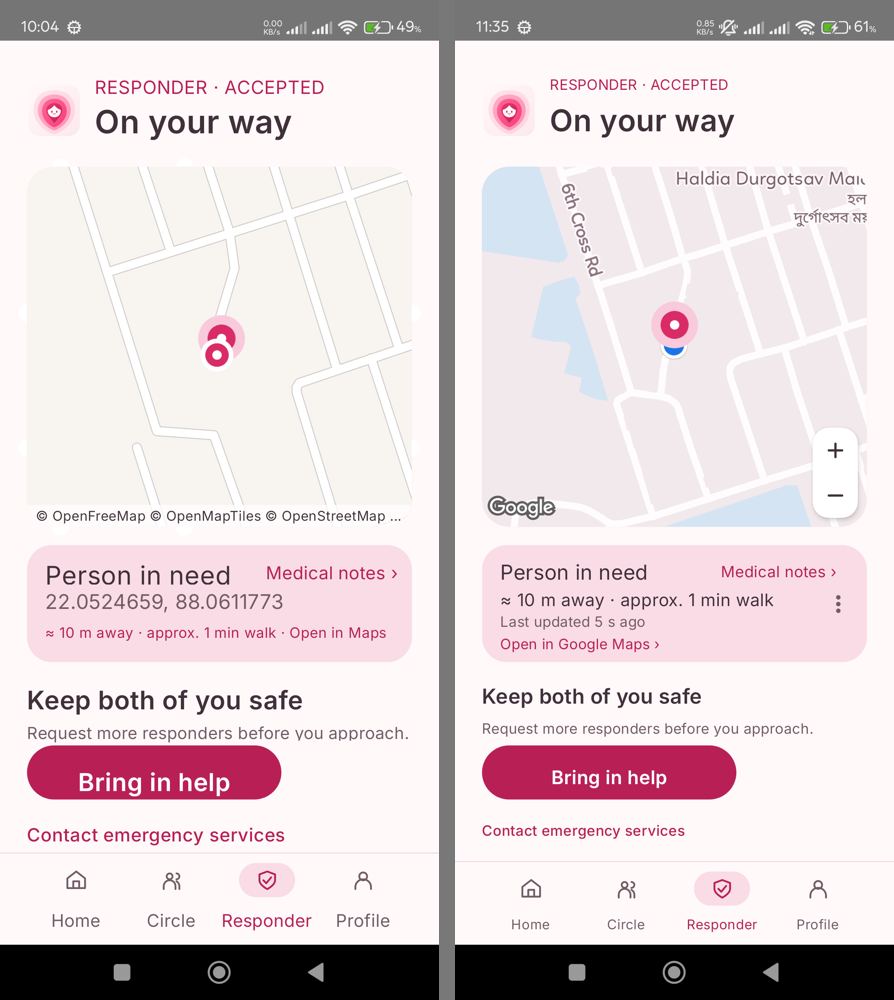 10:04
0.00
KB/s
49%
RESPONDER · ACCEPTED
On your way
© OpenFreeMap © OpenMapTiles © OpenStreetMap ...
Person in need
Medical notes ›
22.0524659, 88.0611773
≈ 10 m away · approx. 1 min walk · Open in Maps
Keep both of you safe
Request more responders before you approach.
Bring in help
Contact emergency services
Home Circle Responder Profile
11:35
0.85
KB/s
61%
RESPONDER · ACCEPTED
On your way
Haldia Durgotsav
দুর্গোৎসব
6th Cross Rd
Google
+
−
Person in need
Medical notes ›
≈ 10 m away · approx. 1 min walk
Last updated 5 s ago
Open in Google Maps ›
Keep both of you safe
Request more responders before you approach.
Bring in help
Contact emergency services
Home Circle Responder Profile